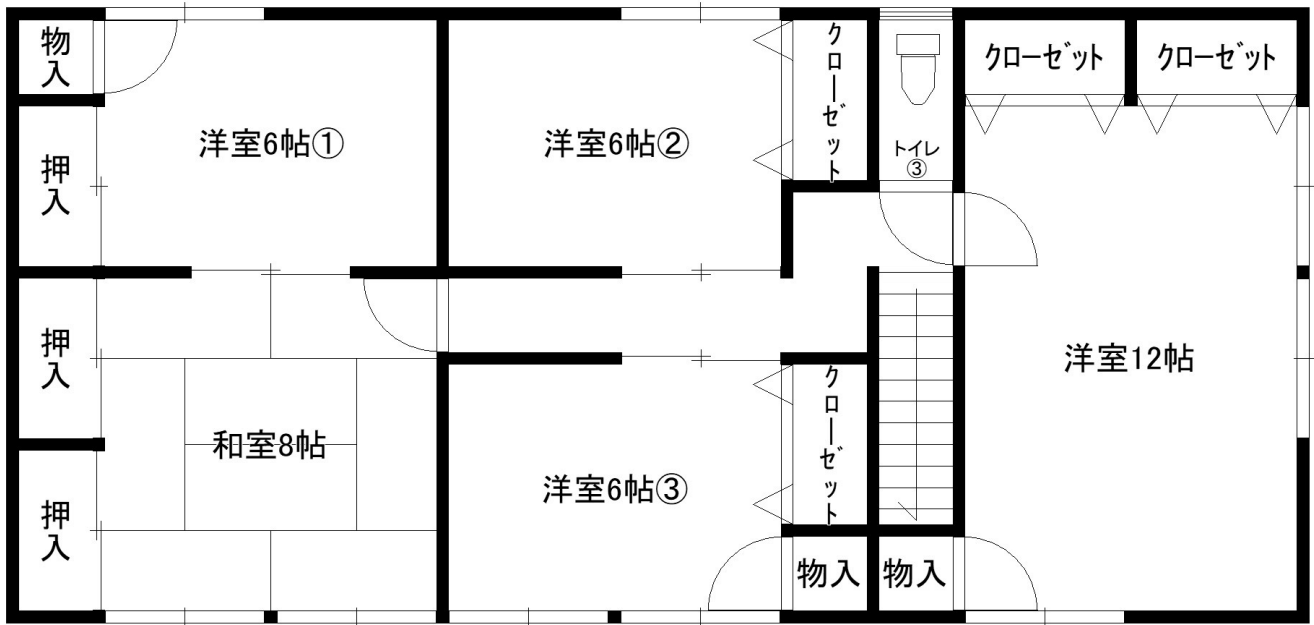 物入
押入
洋室6帖①
洋室6帖②
クローゼット
トイレ
③
クローゼット
クローゼット
押入
和室8帖
押入
洋室6帖③
クローゼット
物入
物入
洋室12帖